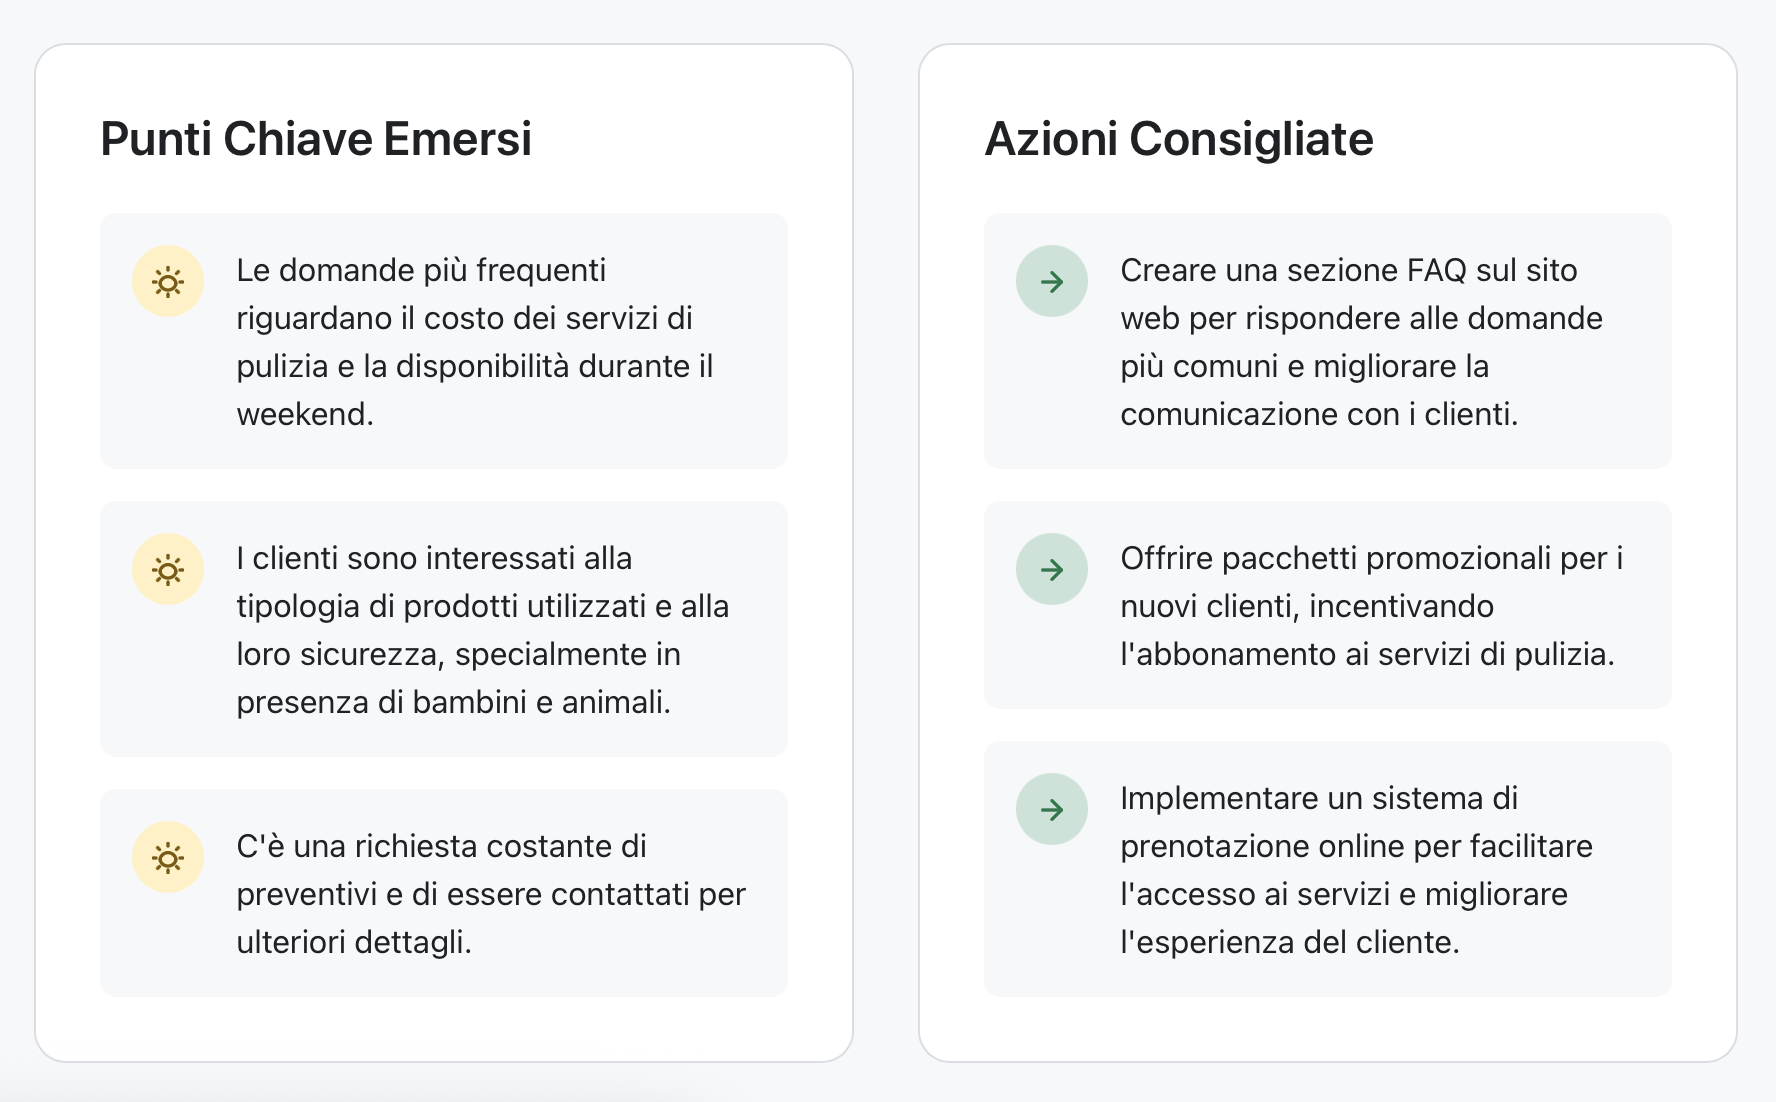 Punti Chiave Emersi
Le domande più frequenti
riguardano il costo dei servizi di
pulizia e la disponibilità durante il
weekend.
I clienti sono interessati alla
tipologia di prodotti utilizzati e alla
loro sicurezza, specialmente in
presenza di bambini e animali.
C'è una richiesta costante di
preventivi e di essere contattati per
ulteriori dettagli.
Azioni Consigliate
Creare una sezione FAQ sul sito
web per rispondere alle domande
più comuni e migliorare la
comunicazione con i clienti.
Offrire pacchetti promozionali per i
nuovi clienti, incentivando
l'abbonamento ai servizi di pulizia.
Implementare un sistema di
prenotazione online per facilitare
l'accesso ai servizi e migliorare
l'esperienza del cliente.